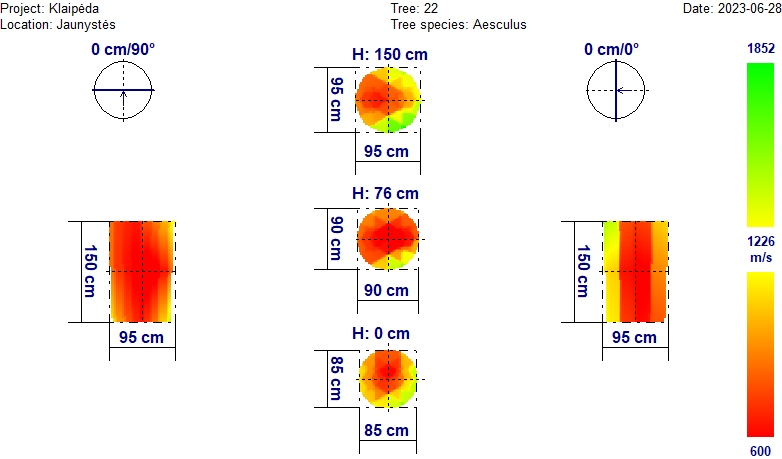 Project: Klaipėda
Tree: 22
Date: 2023-06-28
Location: Jaunystės
Tree species: Aesculus
0 cm/90°
H: 150 cm
0 cm/0°
1852
95 cm
95 cm
H: 76 cm
90 cm
90 cm
1226
m/s
150 cm
95 cm
150 cm
95 cm
H: 0 cm
85 cm
85 cm
600